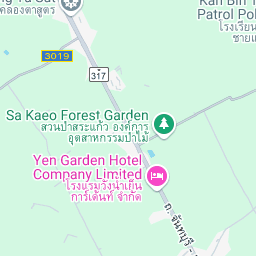 คลองตาสูตร
Patrol Pol
โรงเรียน
ชายแ
3019
317
Sa Kaeo Forest Garden
สวนป่าสระแก้ว องค์การ
อุตสาหกรรมป่าไม้
Yen Garden Hotel
Company Limited
โรงแรมวังน้ำเย็น
การ์เด้นท์ จำกัด
ถ. จันทบุรี -